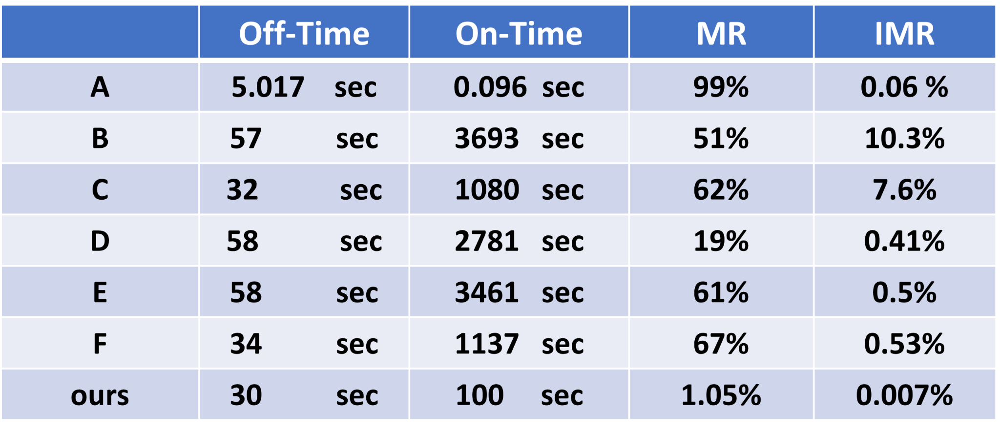 Off-Time On-Time MR IMR
A 5.017 sec 0.096 sec 99% 0.06 %
B 57 sec 3693 sec 51% 10.3%
C 32 sec 1080 sec 62% 7.6%
D 58 sec 2781 sec 19% 0.41%
E 58 sec 3461 sec 61% 0.5%
F 34 sec 1137 sec 67% 0.53%
ours 30 sec 100 sec 1.05% 0.007%